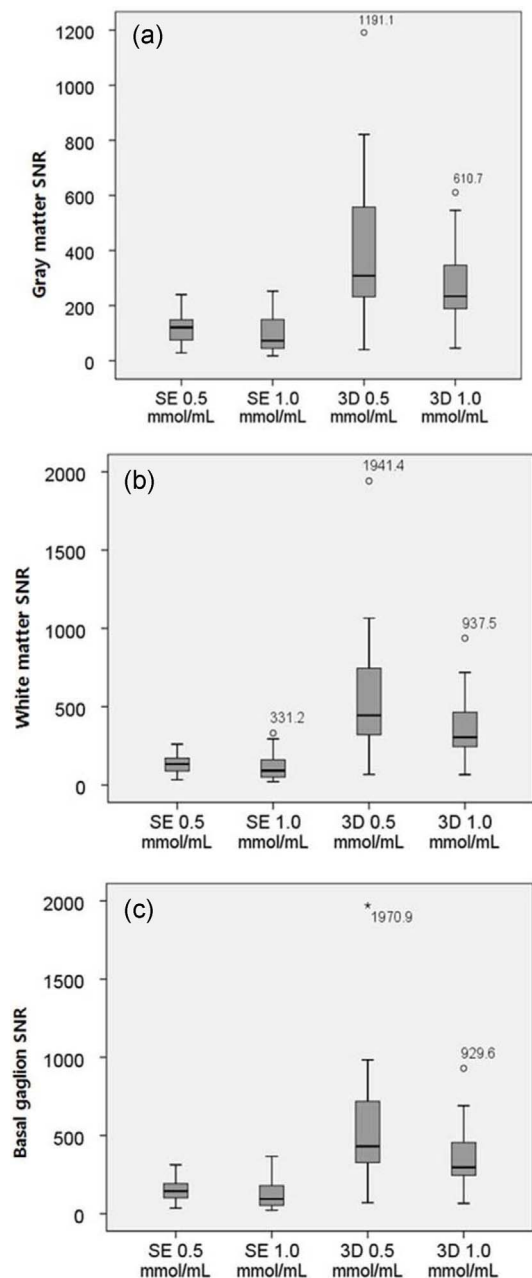 (a)
1191.1
610.7
1200
1000
800
600
400
200
0
Gray matter SNR
SE 0.5 SE 1.0 3D 0.5 3D 1.0
mmol/mL mmol/mL mmol/mL mmol/mL
(b)
1941.4
937.5
331.2
2000
1500
1000
500
0
White matter SNR
SE 0.5 SE 1.0 3D 0.5 3D 1.0
mmol/mL mmol/mL mmol/mL mmol/mL
(c)
1970.9
929.6
2000
1500
1000
500
0
Basal gaglion SNR
SE 0.5 SE 1.0 3D 0.5 3D 1.0
mmol/mL mmol/mL mmol/mL mmol/mL